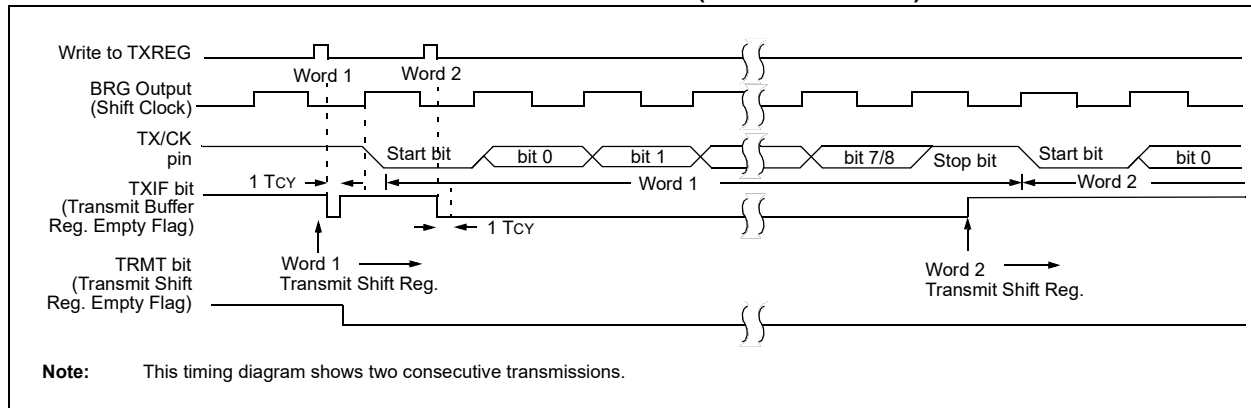 Write to TXREG
Word 1 Word 2
BRG Output
(Shift Clock)
TX/CK
pin
Start bit bit 0 bit 1 bit 7/8 Stop bit Start bit bit 0
1 TCY
Word 1 Word 2
TXIF bit
(Transmit Buffer
Reg. Empty Flag)
1 TCY
Word 1
Transmit Shift Reg.
Word 2
Transmit Shift Reg.
TRMT bit
(Transmit Shift
Reg. Empty Flag)
Note: This timing diagram shows two consecutive transmissions.